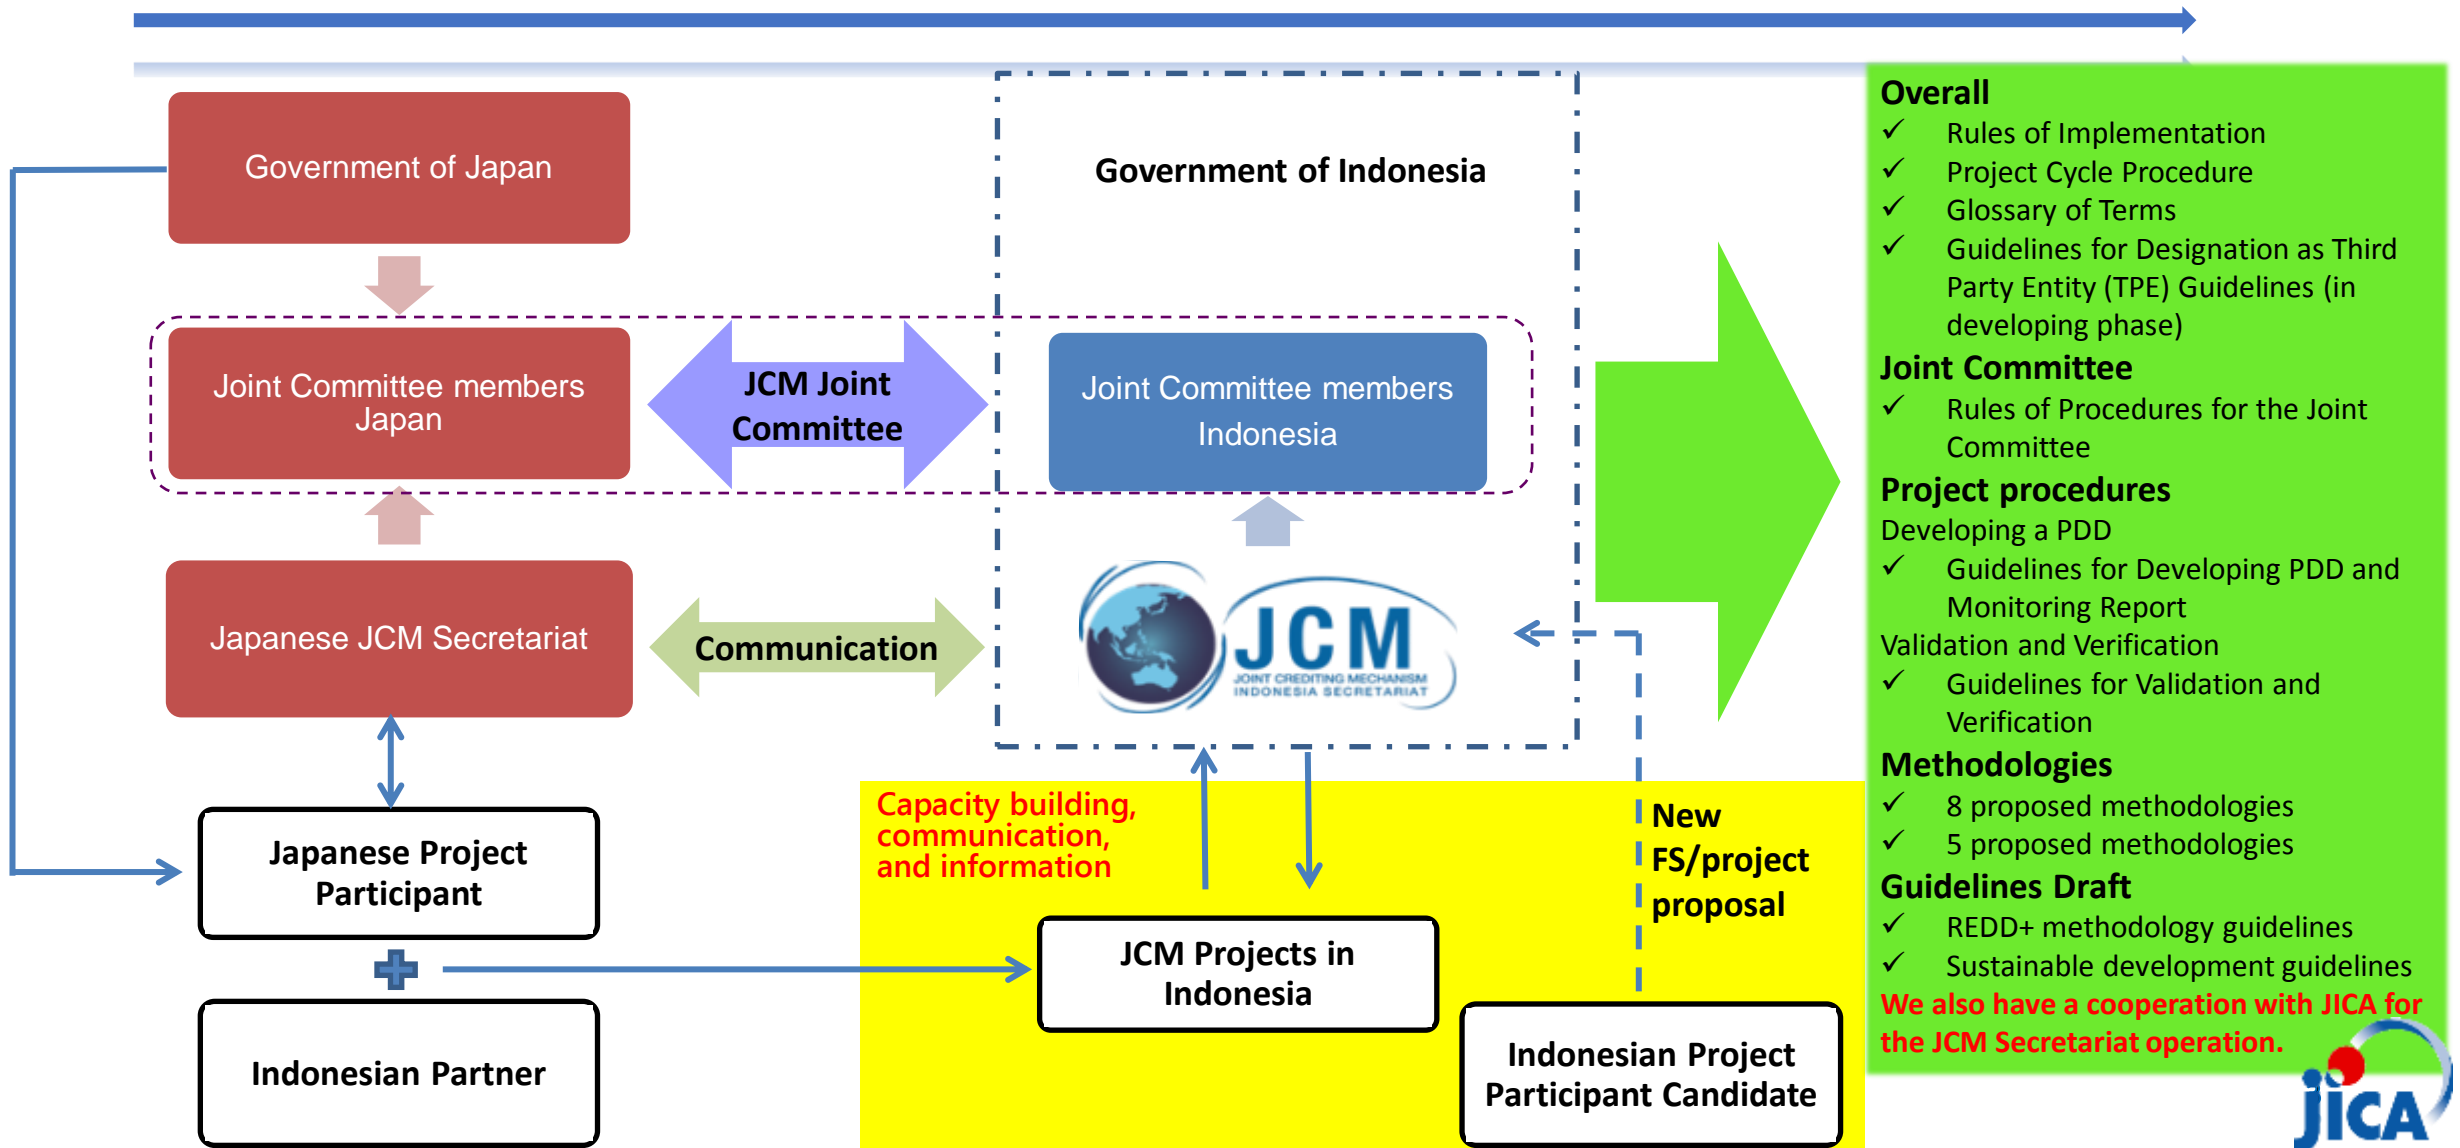 Government of Japan
Government of Indonesia
Joint Committee members
Japan
JCM Joint
Committee
Joint Committee members
Indonesia
Japanese JCM Secretariat
Communication
JCM
JOINT CREDITING MECHANISM
INDONESIA SECRETARIAT
Japanese Project
Participant
Indonesian Partner
Capacity building,
communication,
and information
JCM Projects in
Indonesia
New
FS/project
proposal
Indonesian Project
Participant Candidate
Overall
✓ Rules of Implementation
✓ Project Cycle Procedure
✓ Glossary of Terms
✓ Guidelines for Designation as Third
Party Entity (TPE) Guidelines (in
developing phase)
Joint Committee
✓ Rules of Procedures for the Joint
Committee
Project procedures
Developing a PDD
✓ Guidelines for Developing PDD and
Monitoring Report
Validation and Verification
✓ Guidelines for Validation and
Verification
Methodologies
✓ 8 proposed methodologies
✓ 5 proposed methodologies
Guidelines Draft
✓ REDD+ methodology guidelines
✓ Sustainable development guidelines
We also have a cooperation with JICA for
the JCM Secretariat operation.
jICA